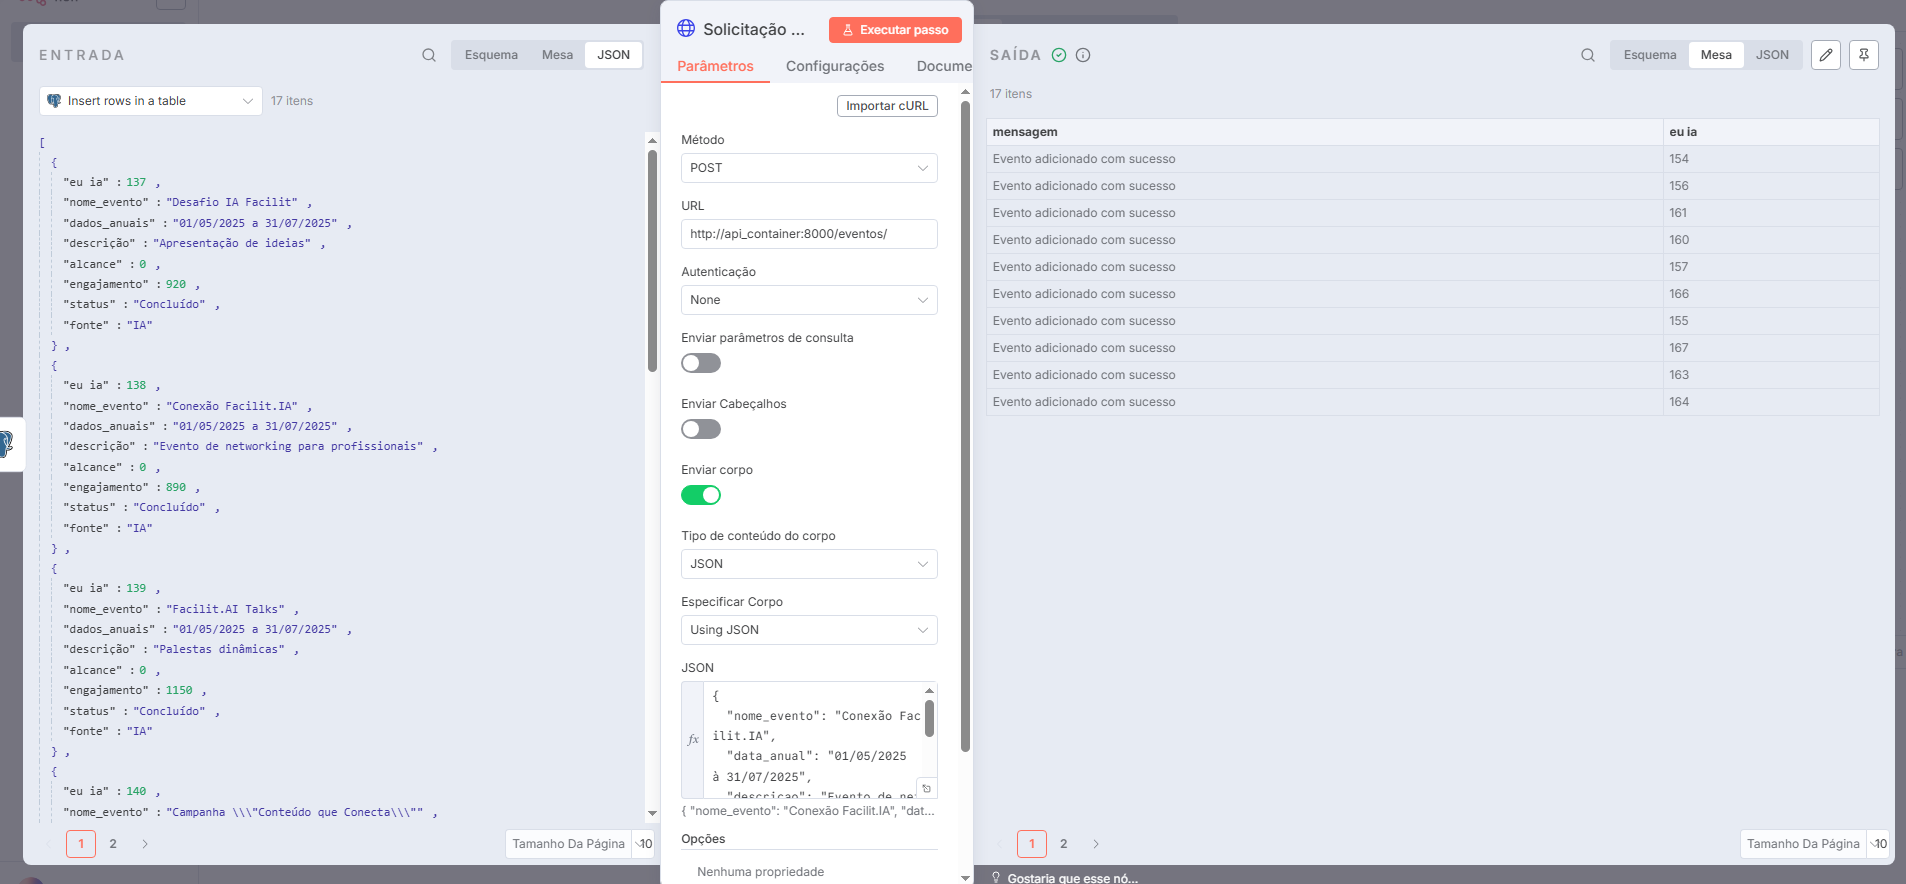 ENTRADA
Esquema
Mesa
JSON
Insert rows in a table
17 itens
[
{
"eu ia" : 137 ,
"nome_evento" : "Desafio IA Facilit" ,
"dados_anuais" : "01/05/2025 a 31/07/2025" ,
"descrição" : "Apresentação de ideias" ,
"alcance" : 0 ,
"engajamento" : 920 ,
"status" : "Concluído" ,
"fonte" : "IA"
} ,
{
"eu ia" : 138 ,
"nome_evento" : "Conexão Facilit.IA" ,
"dados_anuais" : "01/05/2025 a 31/07/2025" ,
"descrição" : "Evento de networking para profissionais" ,
"alcance" : 0 ,
"engajamento" : 890 ,
"status" : "Concluído" ,
"fonte" : "IA"
} ,
{
"eu ia" : 139 ,
"nome_evento" : "Facilit.AI Talks" ,
"dados_anuais" : "01/05/2025 a 31/07/2025" ,
"descrição" : "Palestas dinâmicas" ,
"alcance" : 0 ,
"engajamento" : 1150 ,
"status" : "Concluído" ,
"fonte" : "IA"
} ,
{
"eu ia" : 140 ,
"nome_evento" : "Campanha \\\"Conteúdo que Conecta\\\"" ,
1
2
Tamanho Da Página
10
Solicitação ...
Executar passo
Parâmetros
Configurações
Docume
Importar cURL
Método
POST
URL
http://api_container:8000/eventos/
Autenticação
None
Enviar parâmetros de consulta
Enviar Cabeçalhos
Enviar corpo
Tipo de conteúdo do corpo
JSON
Especificar Corpo
Using JSON
JSON
fx
{
"nome_evento": "Conexão Fac
ilit.IA",
"data_anual": "01/05/2025
à 31/07/2025",
"descricao": "Evento de ne
{ "nome_evento": "Conexão Facilit.IA", "dat...
Opções
Nenhuma propriedade
SAÍDA
Esquema
Mesa
JSON
17 itens
mensagem eu ia
Evento adicionado com sucesso 154
Evento adicionado com sucesso 156
Evento adicionado com sucesso 161
Evento adicionado com sucesso 160
Evento adicionado com sucesso 157
Evento adicionado com sucesso 166
Evento adicionado com sucesso 155
Evento adicionado com sucesso 167
Evento adicionado com sucesso 163
Evento adicionado com sucesso 164
1
2
Tamanho Da Página
10
Gostaria que esse nó...